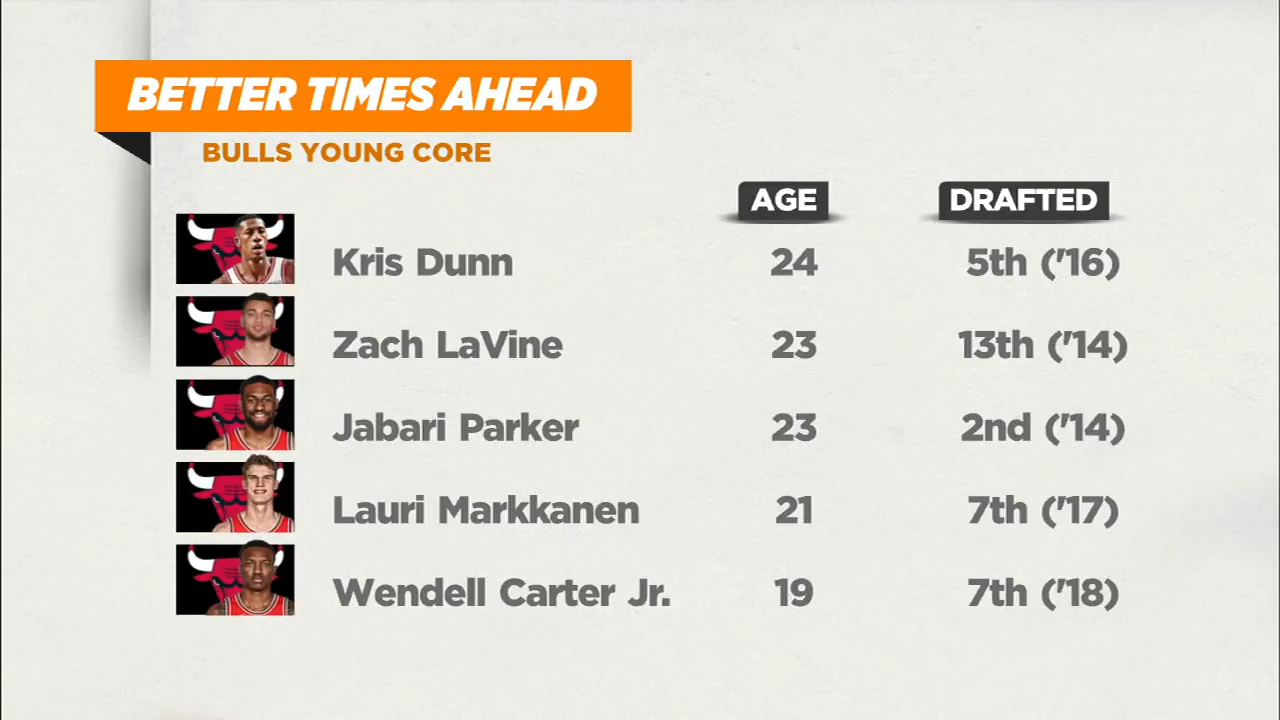 BETTER TIMES AHEAD
BULLS YOUNG CORE
AGE DRAFTED
Kris Dunn 24 5th ('16)
Zach LaVine 23 13th ('14)
Jabari Parker 23 2nd ('14)
Lauri Markkanen 21 7th ('17)
Wendell Carter Jr. 19 7th ('18)